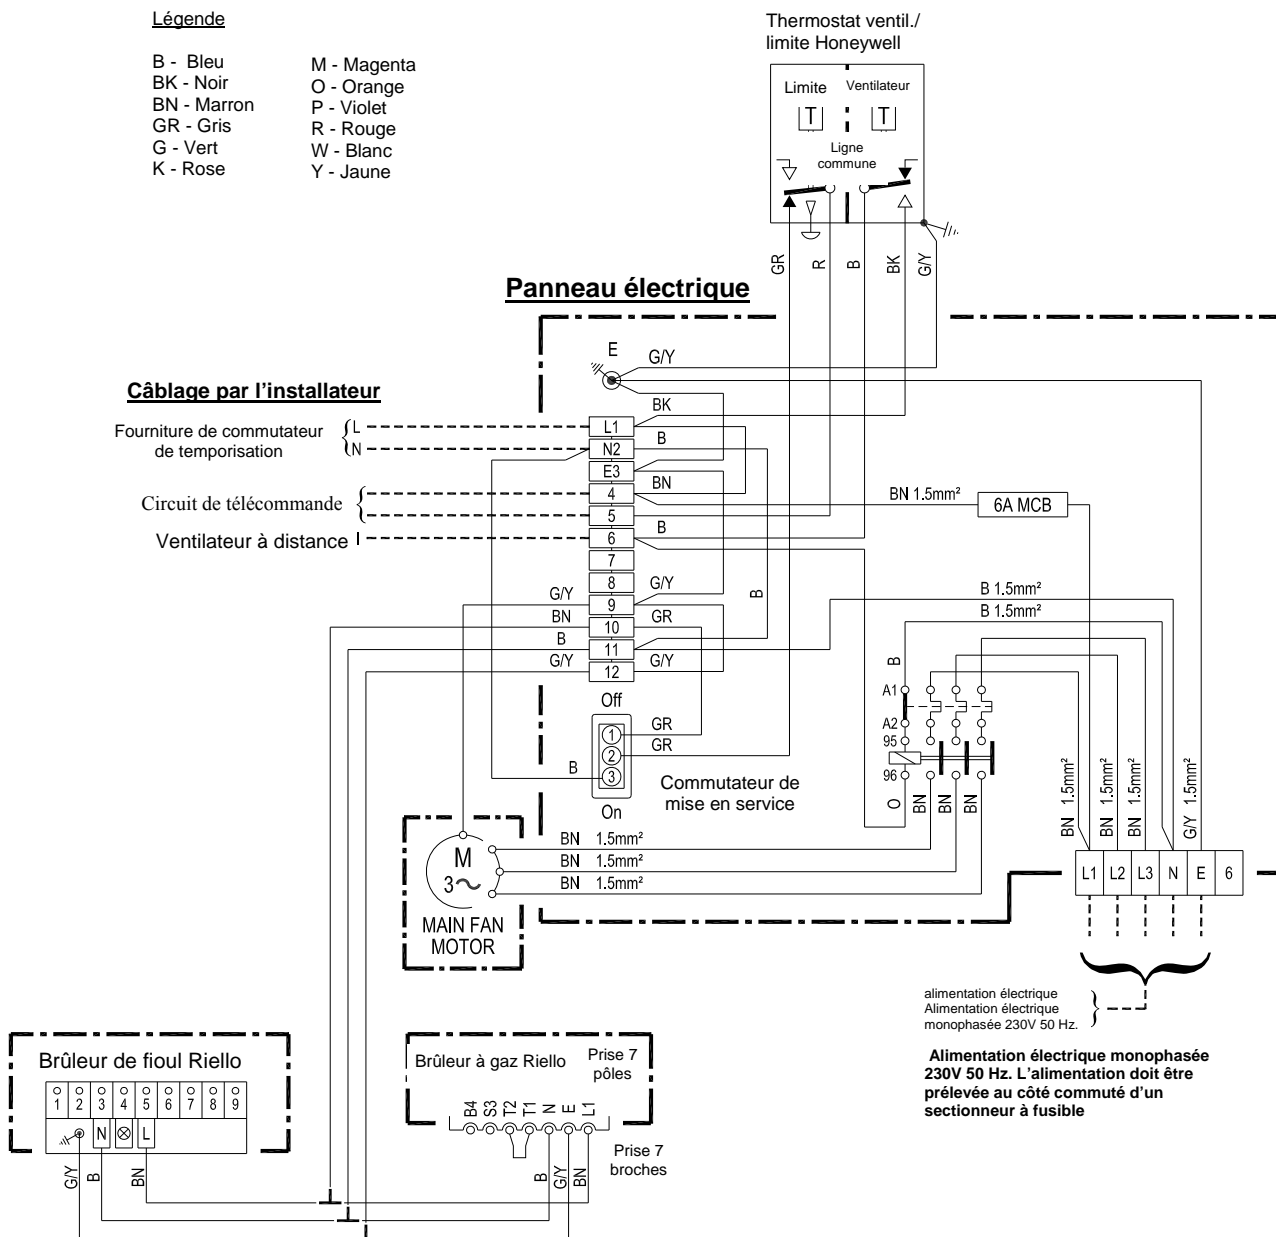 Légende
B - Bleu
BK - Noir
BN - Marron
GR - Gris
G - Vert
K - Rose
M - Magenta
O - Orange
P - Violet
R - Rouge
W - Blanc
Y - Jaune
Thermostat ventil./
limite Honeywell
Limite
Ventilateur
T
T
Ligne
commune
GR
R
B
BK
G/Y
Panneau électrique
E
G/Y
Câblage par l'installateur
Fourniture de commutateur
de temporisation
L
N
Circuit de télécommande
Ventilateur à distance
BK
L1
B
N2
E3
BN
4
5
B
6
7
8
G/Y
G/Y
9
BN
GR
10
B
11
G/Y
G/Y
12
B
BN 1.5mm²
6A MCB
B 1.5mm²
B 1.5mm²
B
A1
A2
95
96
O
BN
BN
BN
Off
1
GR
2
GR
B
3
On
Commutateur de
mise en service
BN 1.5mm²
BN 1.5mm²
BN 1.5mm²
M
3
MAIN FAN
MOTOR
BN 1.5mm²
BN 1.5mm²
BN 1.5mm²
G/Y 1.5mm²
L1
L2
L3
N
E
6
alimentation électrique
Alimentation électrique
monophasée 230V 50 Hz.
Alimentation électrique monophasée
230V 50 Hz. L'alimentation doit être
prélevée au côté commuté d'un
sectionneur à fusible
Brûleur de fioul Riello
1
2
3
4
5
6
7
8
9
N
L
G/Y
B
BN
Brûleur à gaz Riello
Prise 7
pôles
B4
S3
T2
T1
N
E
L1
Prise 7
broches
B
G/Y
BN